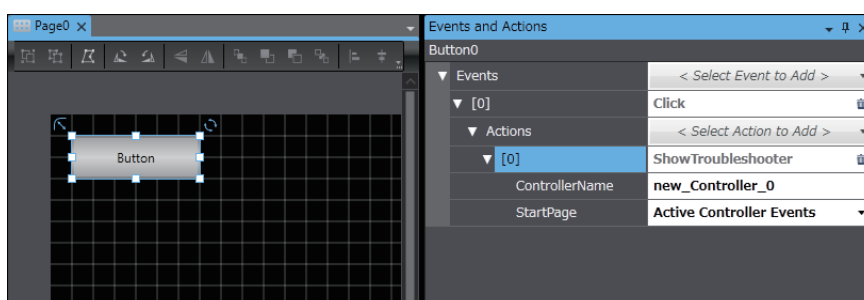 Page0
Events and Actions
Button0
Events
< Select Event to Add >
[0]
Click
Actions
< Select Action to Add >
[0]
ShowTroubleshooter
Button
ControllerName
new_Controller_0
StartPage
Active Controller Events